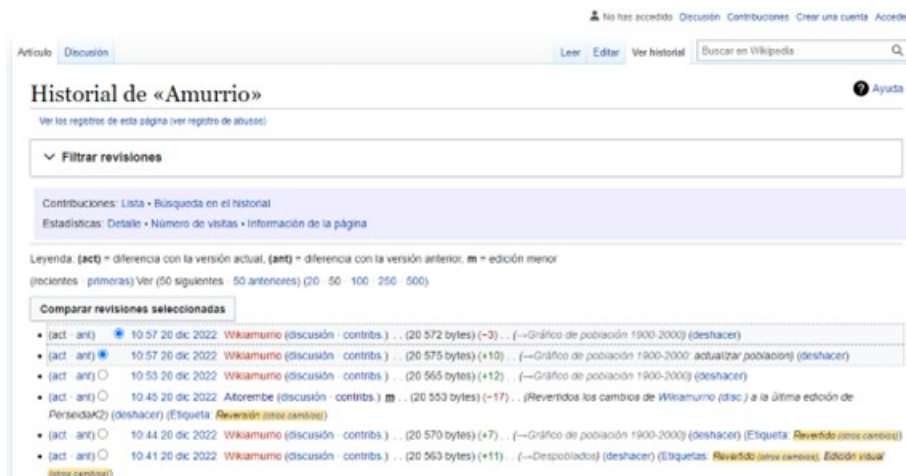 No has accedido Discusión Contribuciones Crear una cuenta Accede
Artículo Discusión Leer Editar Ver historial Buscar en Wikipedia
Historial de «Amurrio» Ayuda
Ver los registros de esta página (ver registro de abusos)
Filtrar revisiones
Contribuciones: Lista • Búsqueda en el historial
Estadísticas: Detalle • Número de visitas • Información de la página
Leyenda: (act) = diferencia con la versión actual, (ant) = diferencia con la versión anterior, m = edición menor
(recientes · primeras) Ver (50 siguientes · 50 anteriores) (20 · 50 · 100 · 250 · 500)
Comparar revisiones seleccionadas
• (act · ant) 10:57 20 dic 2022 Wikiamurrio (discusión · contribs.) . . (20 572 bytes) (−3) . . (→Gráfico de población 1900-2000) (deshacer)
• (act · ant) 10:57 20 dic 2022 Wikiamurrio (discusión · contribs.) . . (20 575 bytes) (+10) . . (→Gráfico de población 1900-2000: actualizar poblacion) (deshacer)
• (act · ant) 10:53 20 dic 2022 Wikiamurrio (discusión · contribs.) . . (20 565 bytes) (+12) . . (→Gráfico de población 1900-2000) (deshacer)
• (act · ant) 10:45 20 dic 2022 Aitorembe (discusión · contribs.) m . . (20 553 bytes) (−17) . . (Revertidos los cambios de Wikiamurrio (disc.) a la última edición de
PerseidaK2) (deshacer) (Etiqueta: Reversión (otros cambios))
• (act · ant) 10:44 20 dic 2022 Wikiamurrio (discusión · contribs.) . . (20 570 bytes) (+7) . . (→Gráfico de población 1900-2000) (deshacer) (Etiqueta: Revertido (otros cambios))
• (act · ant) 10:41 20 dic 2022 Wikiamurrio (discusión · contribs.) . . (20 563 bytes) (+11) . . (→Despoblados) (deshacer) (Etiquetas: Revertido (otros cambios), Edición visual
(otros cambios))